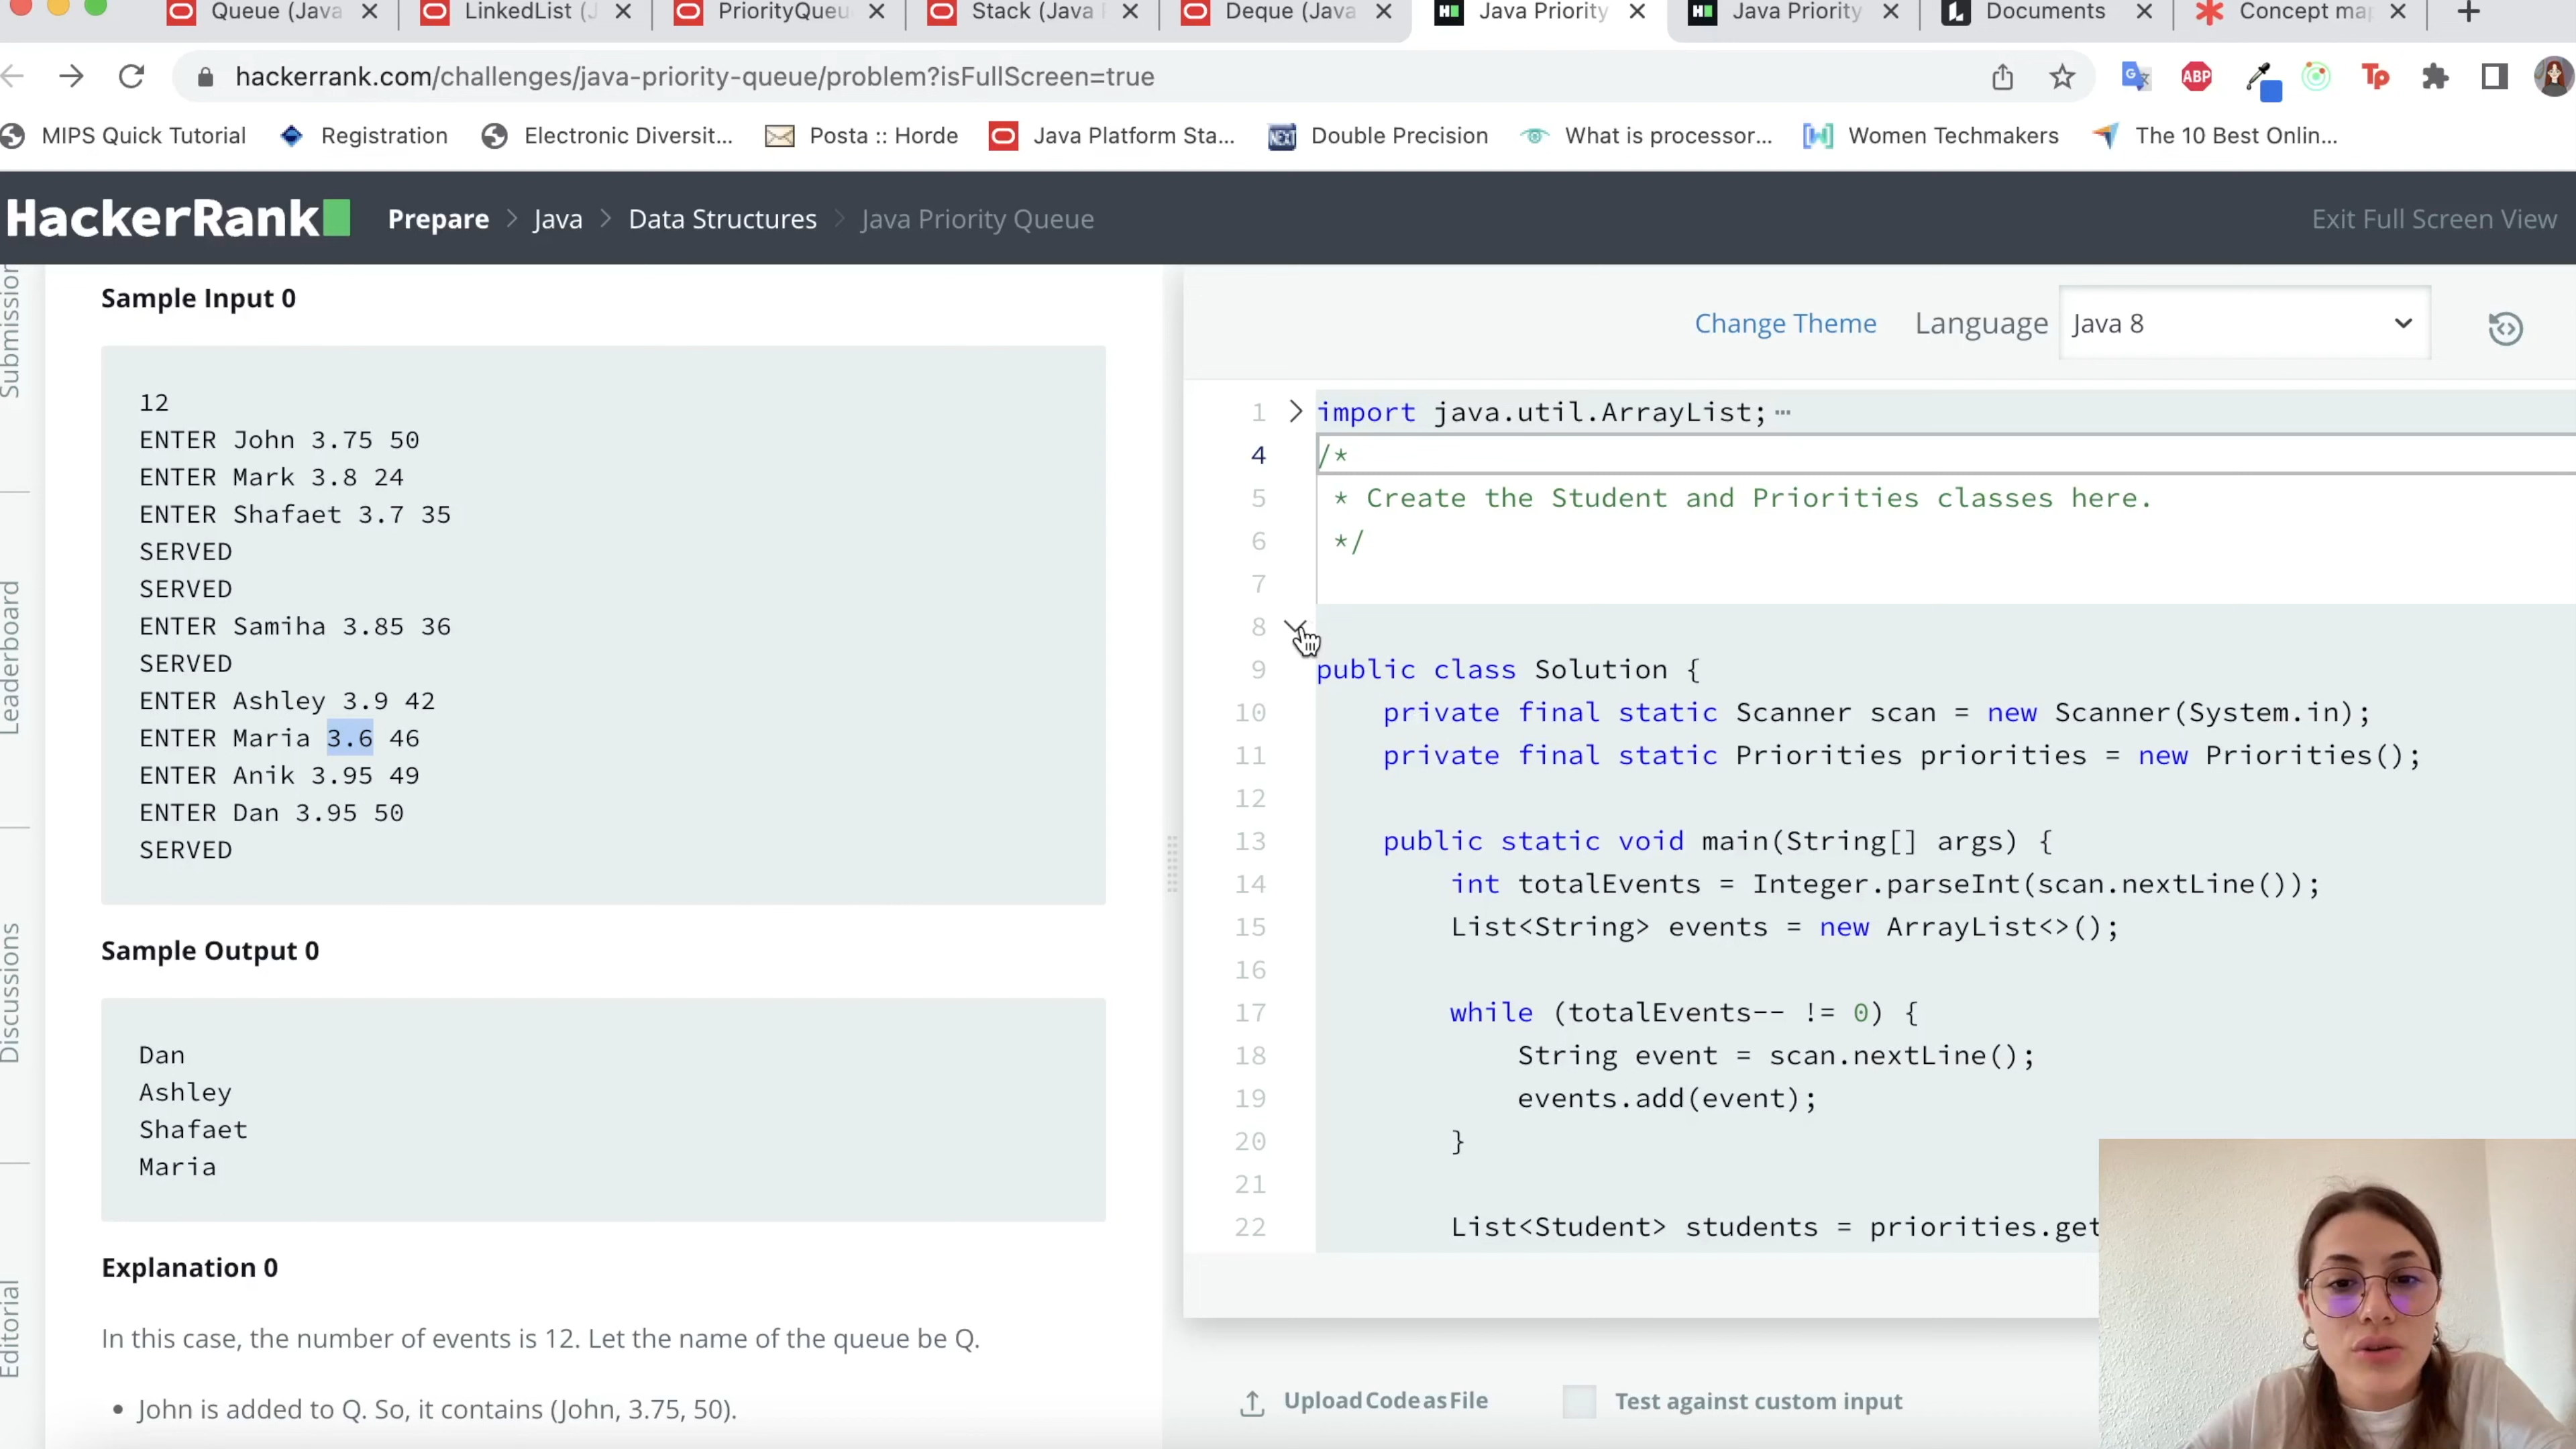 Queue (Java
LinkedList (J
PriorityQueu
Stack (Java
Deque (Java
Java Priority
Java Priority
Documents
Concept map
hackerrank.com/challenges/java-priority-queue/problem?isFullScreen=true
ABP
Tp
MIPS Quick Tutorial
Registration
Electronic Diversit...
Posta :: Horde
Java Platform Sta...
NEXT
Double Precision
What is processor...
Women Techmakers
The 10 Best Onlin...
HackerRank
Prepare > Java > Data Structures > Java Priority Queue
Exit Full Screen View
Submission
Leaderboard
Discussions
Editorial
Sample Input 0
12
ENTER John 3.75 50
ENTER Mark 3.8 24
ENTER Shafaet 3.7 35
SERVED
SERVED
ENTER Samiha 3.85 36
SERVED
ENTER Ashley 3.9 42
ENTER Maria 3.6 46
ENTER Anik 3.95 49
ENTER Dan 3.95 50
SERVED
Sample Output 0
Dan
Ashley
Shafaet
Maria
Explanation 0
In this case, the number of events is 12. Let the name of the queue be Q.
• John is added to Q. So, it contains (John, 3.75, 50).
Change Theme
Language
Java 8
1 import java.util.ArrayList;
4 /*
5 * Create the Student and Priorities classes here.
6 */
7
8
9 public class Solution {
10 private final static Scanner scan = new Scanner(System.in);
11 private final static Priorities priorities = new Priorities();
12
13 public static void main(String[] args) {
14 int totalEvents = Integer.parseInt(scan.nextLine());
15 List<String> events = new ArrayList<>();
16
17 while (totalEvents-- != 0) {
18 String event = scan.nextLine();
19 events.add(event);
20 }
21
22 List<Student> students = priorities.get
Upload Code as File
Test against custom input